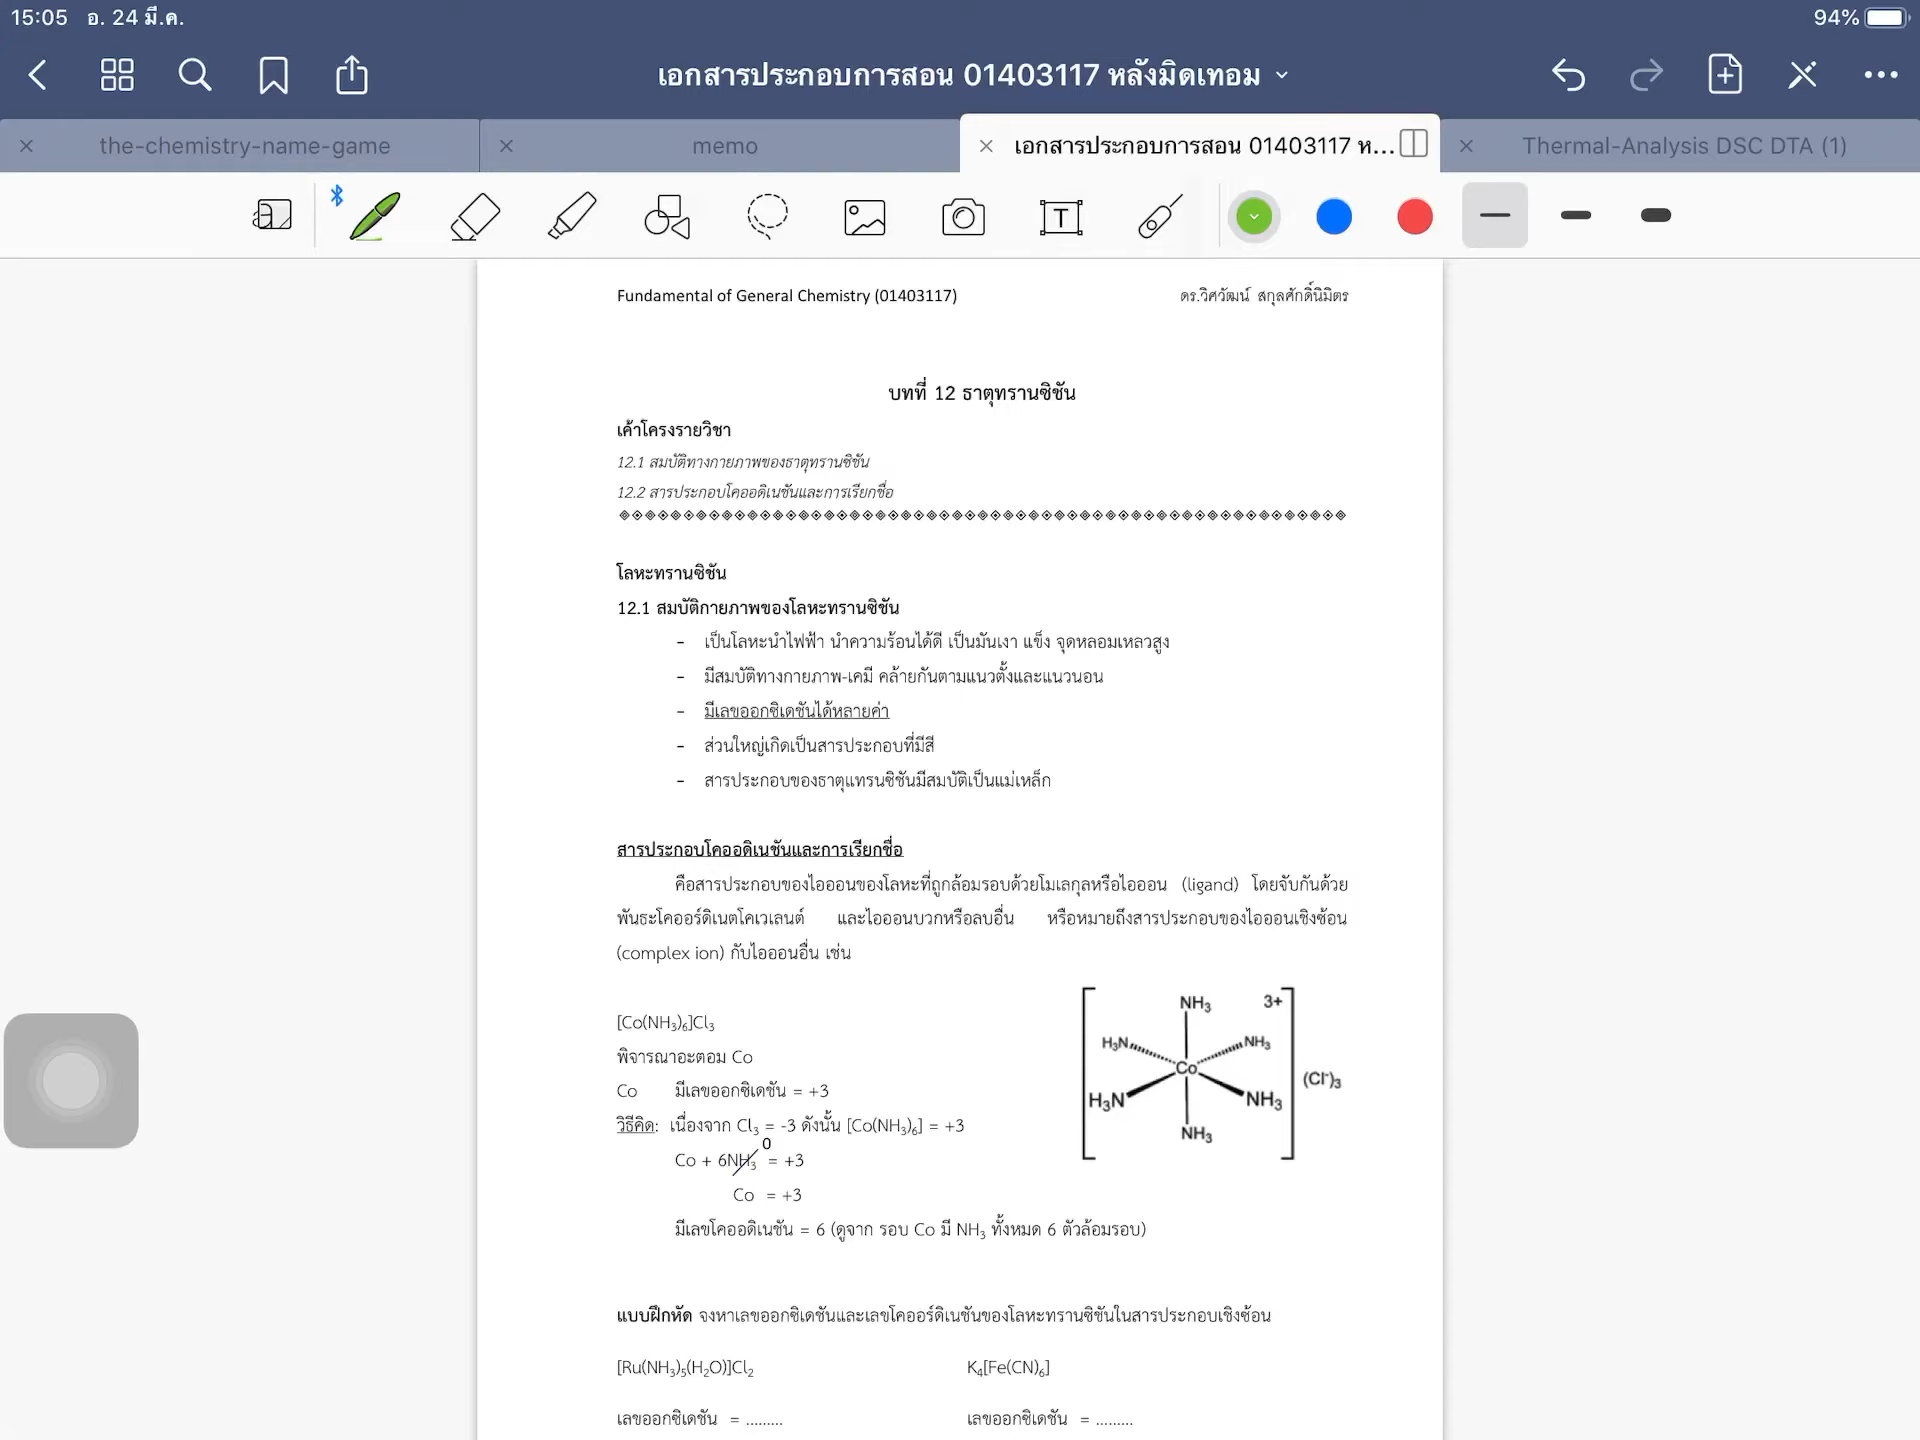 15:05 อ. 24 มี.ค. 94%
เอกสารประกอบการสอน 01403117 หลังมิดเทอม
the-chemistry-name-game memo เอกสารประกอบการสอน 01403117 ห... Thermal-Analysis DSC DTA (1)
Fundamental of General Chemistry (01403117) ดร.วิศวัฒน์ สกุลศักดิ์นิมิตร
บทที่ 12 ธาตุทรานซิชัน
เค้าโครงรายวิชา
12.1 สมบัติทางกายภาพของธาตุทรานซิชัน
12.2 สารประกอบโคออดิเนชันและการเรียกชื่อ
โลหะทรานซิชัน
12.1 สมบัติกายภาพของโลหะทรานซิชัน
- เป็นโลหะนำไฟฟ้า นำความร้อนได้ดี เป็นมันเงา แข็ง จุดหลอมเหลวสูง
- มีสมบัติทางกายภาพ-เคมี คล้ายกันตามแนวตั้งและแนวนอน
- มีเลขออกซิเดชันได้หลายค่า
- ส่วนใหญ่เกิดเป็นสารประกอบที่มีสี
- สารประกอบของธาตุแทรนซิชันมีสมบัติเป็นแม่เหล็ก
สารประกอบโคออดิเนชันและการเรียกชื่อ
คือสารประกอบของไอออนของโลหะที่ถูกล้อมรอบด้วยโมเลกุลหรือไอออน (ligand) โดยจับกันด้วย
พันธะโคออร์ดิเนตโคเวเลนต์ และไอออนบวกหรือลบอื่น หรือหมายถึงสารประกอบของไอออนเชิงซ้อน
(complex ion) กับไอออนอื่น เช่น
[Co(NH₃)₆]Cl₃
พิจารณาอะตอม Co
Co มีเลขออกซิเดชัน = +3
วิธีคิด: เนื่องจาก Cl₃ = -3 ดังนั้น [Co(NH₃)₆] = +3
0
Co + 6NH₃ = +3
Co = +3
มีเลขโคออดิเนชัน = 6 (ดูจาก รอบ Co มี NH₃ ทั้งหมด 6 ตัวล้อมรอบ)
NH₃ 3+
H₃N NH₃
Co
(Cl⁻)₃
H₃N NH₃
NH₃
แบบฝึกหัด จงหาเลขออกซิเดชันและเลขโคออร์ดิเนชันของโลหะทรานซิชันในสารประกอบเชิงซ้อน
[Ru(NH₃)₅(H₂O)]Cl₂ K₄[Fe(CN)₆]
เลขออกซิเดชัน = ......... เลขออกซิเดชัน = .........